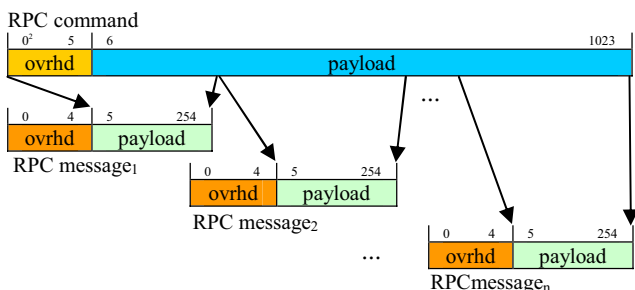 RPC command
0² 5 6 1023
ovrhd payload
...
0 4 5 254
ovrhd payload
RPC message₁
0 4 5 254
ovrhd payload
RPC message₂
0 4 5 254
ovrhd payload
...
RPCmessageₙ